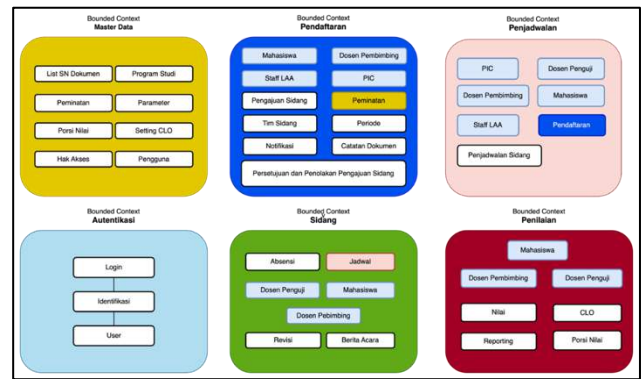 Bounded Context
Master Data
List SN Dokumen
Program Studi
Peminatan
Parameter
Porsi Nilai
Setting CLO
Hak Akses
Pengguna
Bounded Context
Pendaftaran
Mahasiswa
Dosen Pembimbing
Staff LAA
PIC
Pengajuan Sidang
Peminatan
Tim Sidang
Periode
Notifikasi
Catatan Dokumen
Persetujuan dan Penolakan Pengajuan Sidang
Bounded Context
Penjadwalan
PIC
Dosen Penguji
Dosen Pembimbing
Mahasiswa
Staff LAA
Pendaftaran
Penjadwalan Sidang
Bounded Context
Autentikasi
Login
Identifikasi
User
Bounded Context
Sidang
Absensi
Jadwal
Dosen Penguji
Mahasiswa
Dosen Pebimbing
Revisi
Berita Acara
Bounded Context
Penilaian
Mahasiswa
Dosen Pembimbing
Dosen Penguji
Nilai
CLO
Reporting
Porsi Nilai